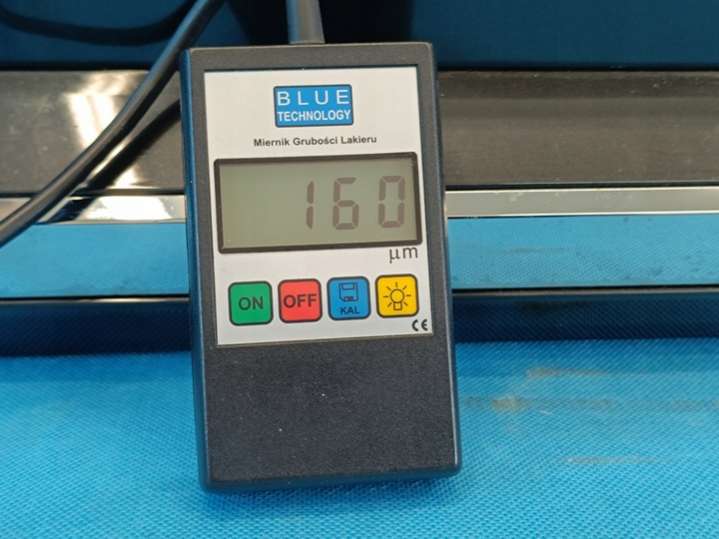 BLUE
TECHNOLOGY
Miernik Grubości Lakieru
160
μm
ON OFF KAL
CE